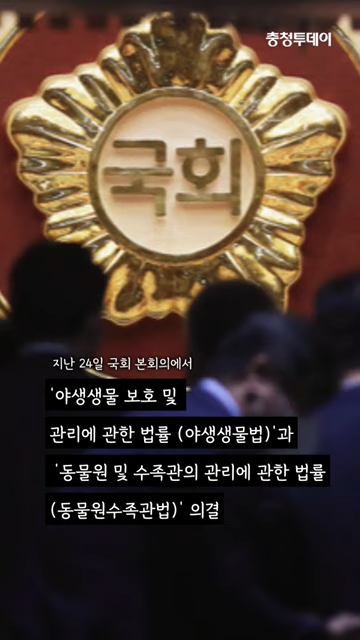 충청투데이
국회
지난 24일 국회 본회의에서
'야생생물 보호 및
관리에 관한 법률 (야생생물법)'과
'동물원 및 수족관의 관리에 관한 법률
(동물원수족관법)' 의결